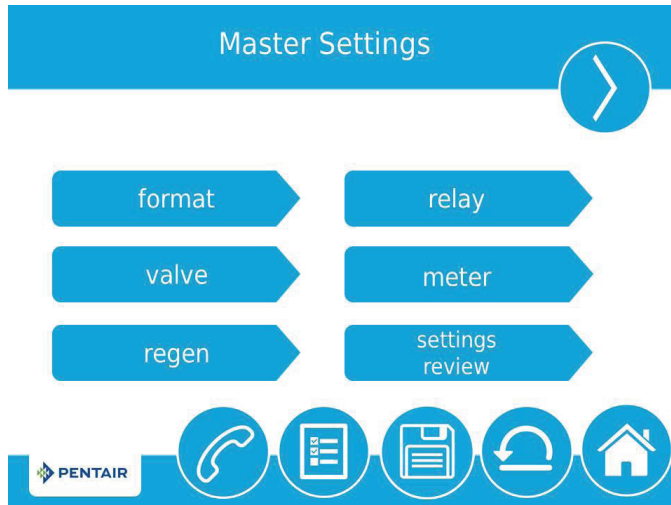 Master Settings
format
relay
valve
meter
regen
settings
review
PENTAIR